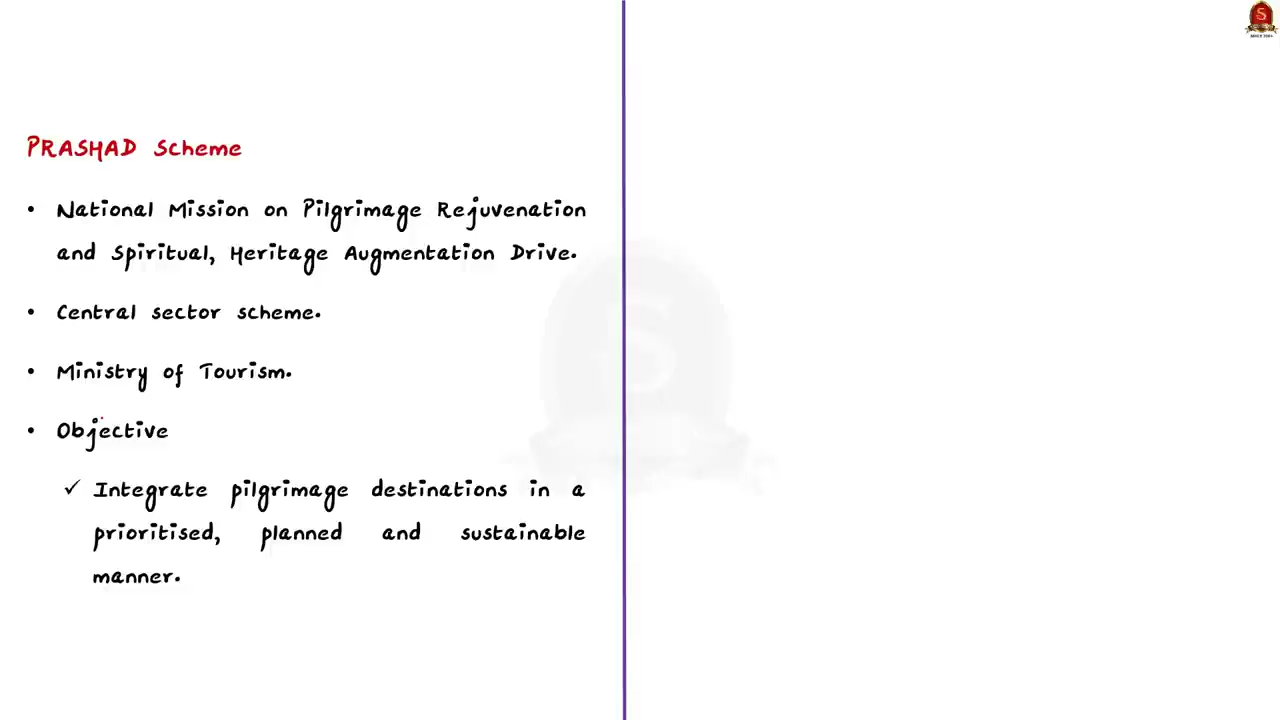 PRASHAD Scheme
• National Mission on Pilgrimage Rejuvenation
and Spiritual, Heritage Augmentation Drive.
• Central sector scheme.
• Ministry of Tourism.
• Objective
✓ Integrate pilgrimage destinations in a
prioritised, planned and sustainable
manner.
S
S